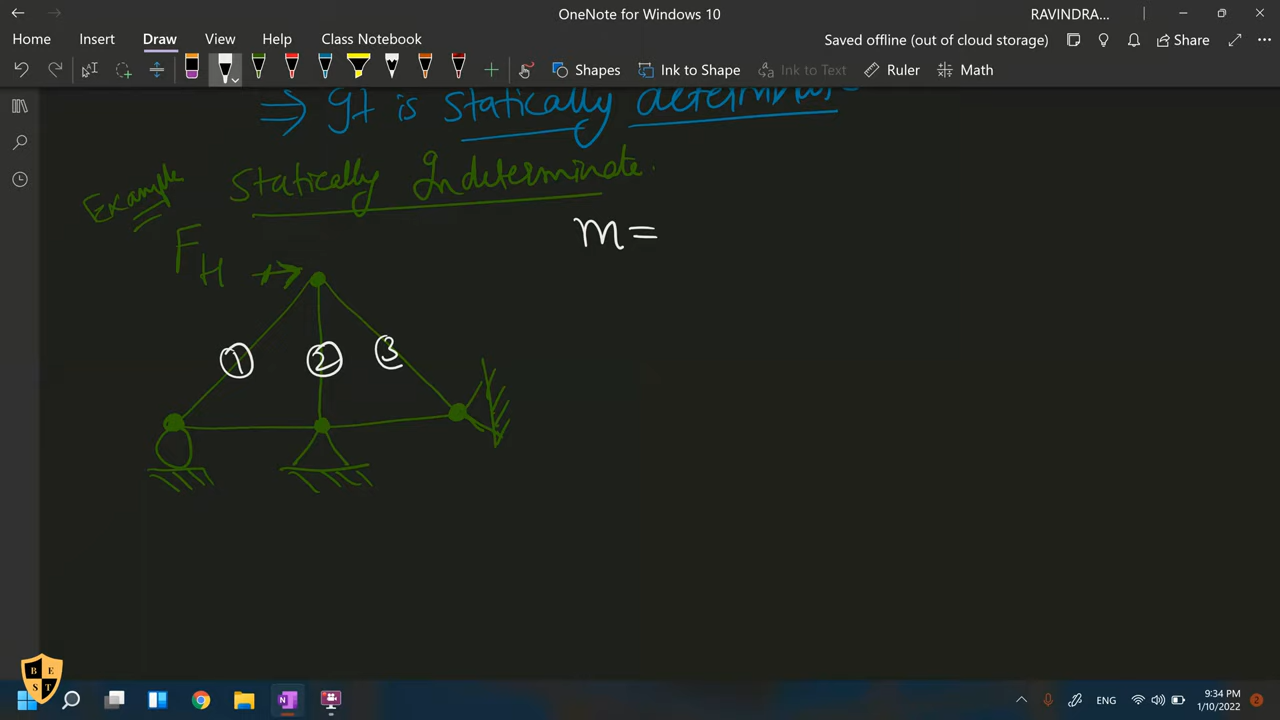 OneNote for Windows 10
RAVINDRA...
Home Insert Draw View Help Class Notebook
Saved offline (out of cloud storage)
Share
Shapes
Ink to Shape
Ink to Text
Ruler
Math
⇒ It is statically determinate
Example Statically Indeterminate.
m=
F_H
1 2 3
B E
S T
ENG
9:34 PM
1/10/2022
2